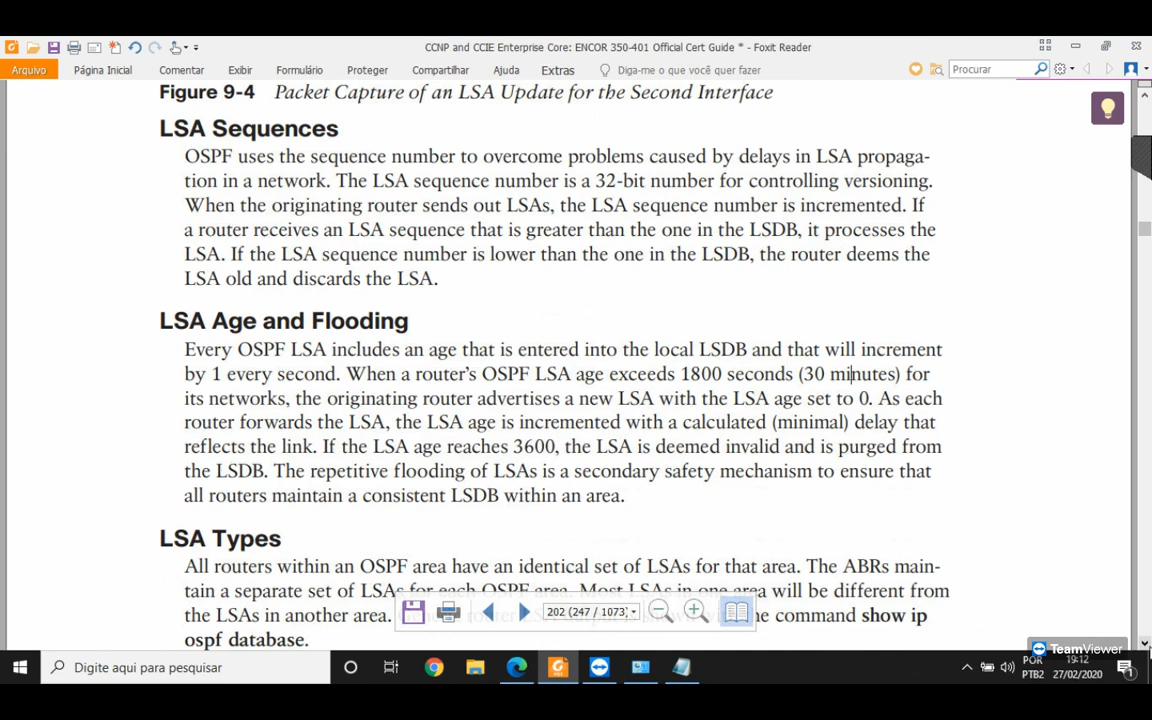 CCNP and CCIE Enterprise Core: ENCOR 350-401 Official Cert Guide * - Foxit Reader
Arquivo Página Inicial Comentar Exibir Formulário Proteger Compartilhar Ajuda Extras Diga-me o que você quer fazer Procurar
Figure 9-4 Packet Capture of an LSA Update for the Second Interface
LSA Sequences
OSPF uses the sequence number to overcome problems caused by delays in LSA propaga-
tion in a network. The LSA sequence number is a 32-bit number for controlling versioning.
When the originating router sends out LSAs, the LSA sequence number is incremented. If
a router receives an LSA sequence that is greater than the one in the LSDB, it processes the
LSA. If the LSA sequence number is lower than the one in the LSDB, the router deems the
LSA old and discards the LSA.
LSA Age and Flooding
Every OSPF LSA includes an age that is entered into the local LSDB and that will increment
by 1 every second. When a router's OSPF LSA age exceeds 1800 seconds (30 minutes) for
its networks, the originating router advertises a new LSA with the LSA age set to 0. As each
router forwards the LSA, the LSA age is incremented with a calculated (minimal) delay that
reflects the link. If the LSA age reaches 3600, the LSA is deemed invalid and is purged from
the LSDB. The repetitive flooding of LSAs is a secondary safety mechanism to ensure that
all routers maintain a consistent LSDB within an area.
LSA Types
All routers within an OSPF area have an identical set of LSAs for that area. The ABRs main-
tain a separate set of LSAs for each OSPF area. Most LSAs in one area will be different from
the LSAs in another area. the command show ip
202 (247 / 1073)
ospf database.
TeamViewer
Digite aqui para pesquisar
POR 19:12
PTB2 27/02/2020
1